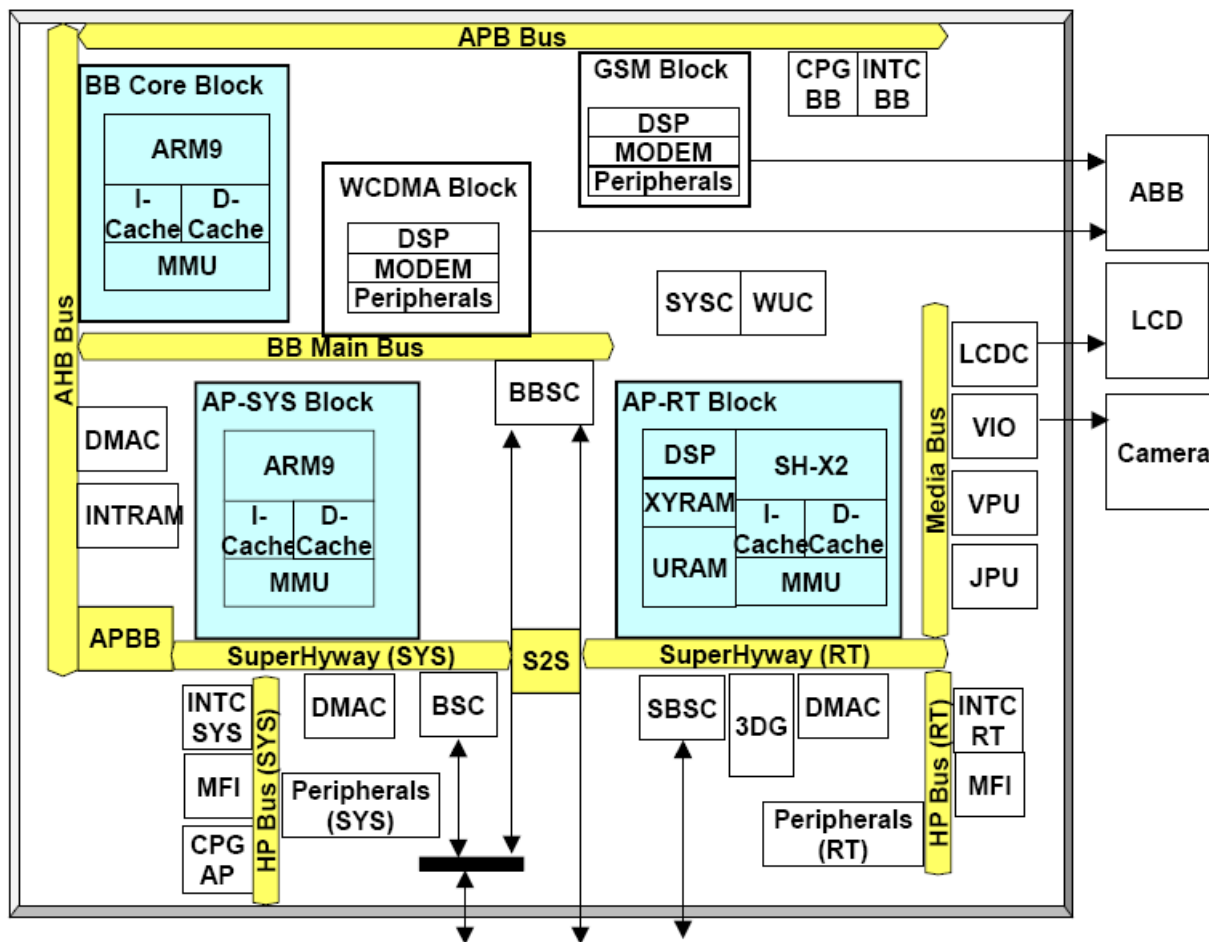 APB Bus
BB Core Block
ARM9
I-
Cache
D-
Cache
MMU
GSM Block
DSP
MODEM
Peripherals
CPG
BB
INTC
BB
WCDMA Block
DSP
MODEM
Peripherals
ABB
SYSC
WUC
LCD
AHB Bus
BB Main Bus
LCDC
BBSC
AP-SYS Block
ARM9
I-
Cache
D-
Cache
MMU
AP-RT Block
DSP
SH-X2
XYRAM
I-
Cache
D-
Cache
URAM
MMU
Media Bus
VIO
Camera
VPU
JPU
DMAC
INTRAM
APBB
SuperHyway (SYS)
S2S
SuperHyway (RT)
INTC
SYS
HP Bus (SYS)
DMAC
BSC
SBSC
3DG
DMAC
HP Bus (RT)
INTC
RT
MFI
Peripherals
(SYS)
MFI
CPG
AP
Peripherals
(RT)